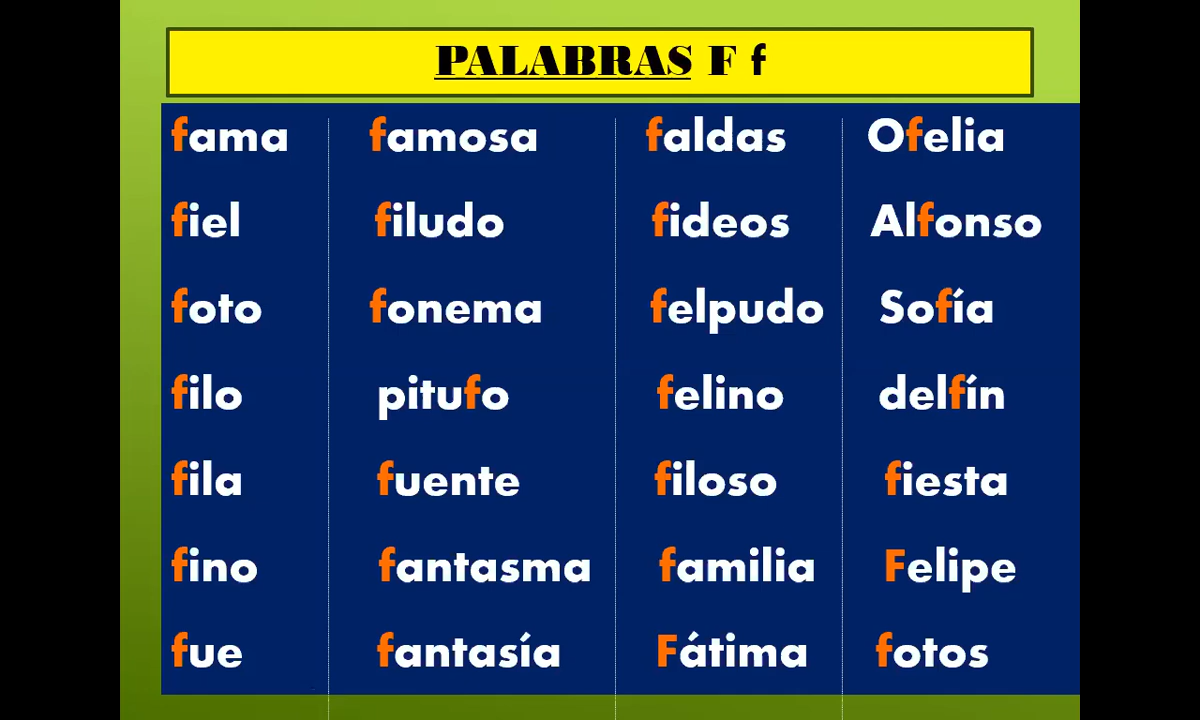 PALABRAS F f
fama famosa faldas Ofelia
fiel filudo fideos Alfonso
foto fonema felpudo Sofía
filo pitufo felino delfín
fila fuente filoso fiesta
fino fantasma familia Felipe
fue fantasía Fátima fotos